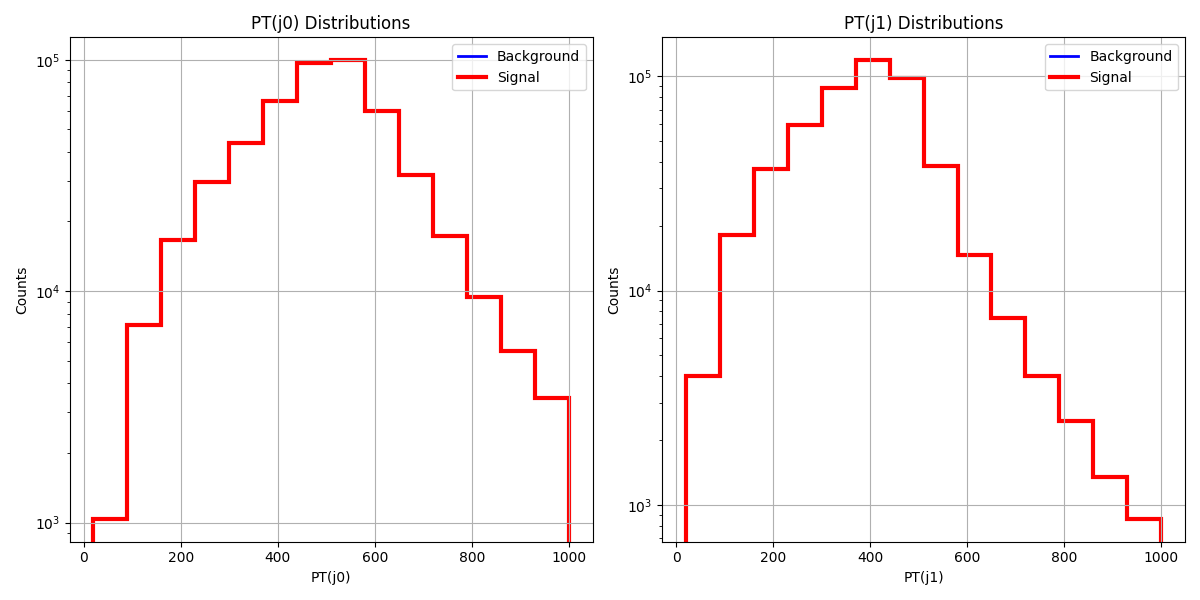 PT(j0) Distributions
Background
Signal
Counts
10^5
10^4
10^3
0 200 400 600 800 1000
PT(j0)
PT(j1) Distributions
Background
Signal
Counts
10^5
10^4
10^3
0 200 400 600 800 1000
PT(j1)